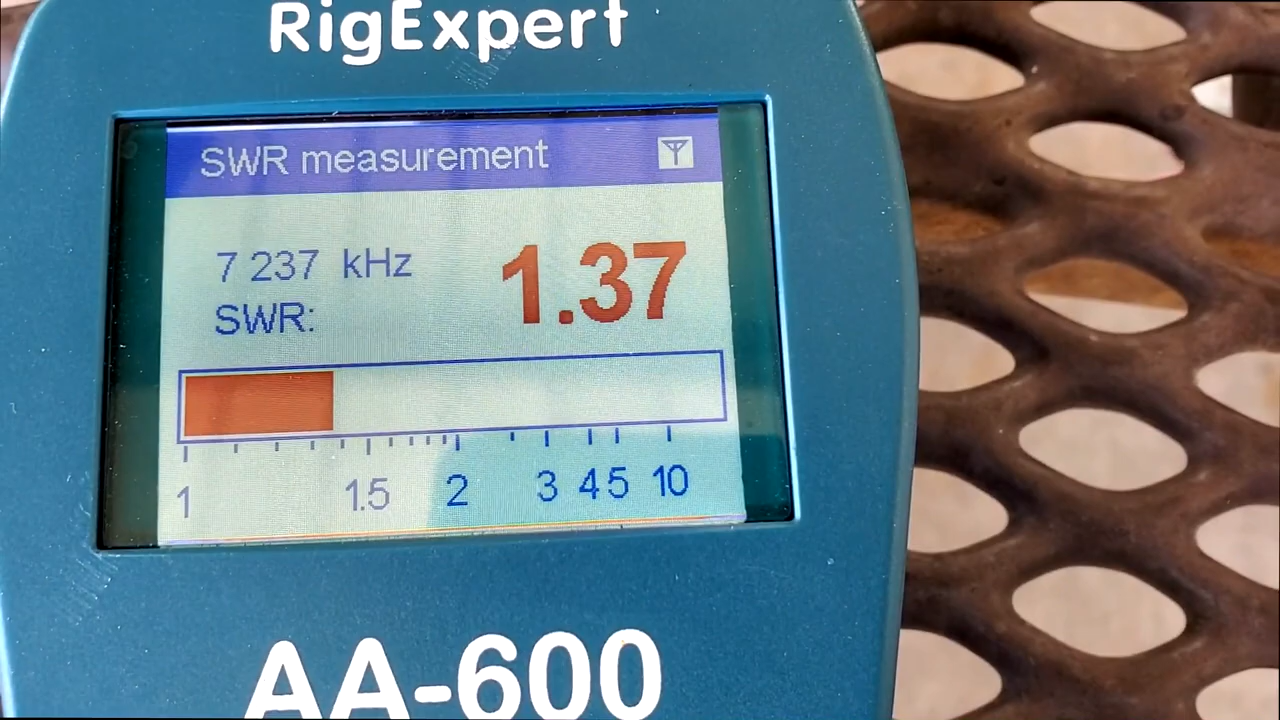 RigExpert
SWR measurement
7 237 kHz
1.37
SWR:
1 1.5 2 3 4 5 10
AA-600